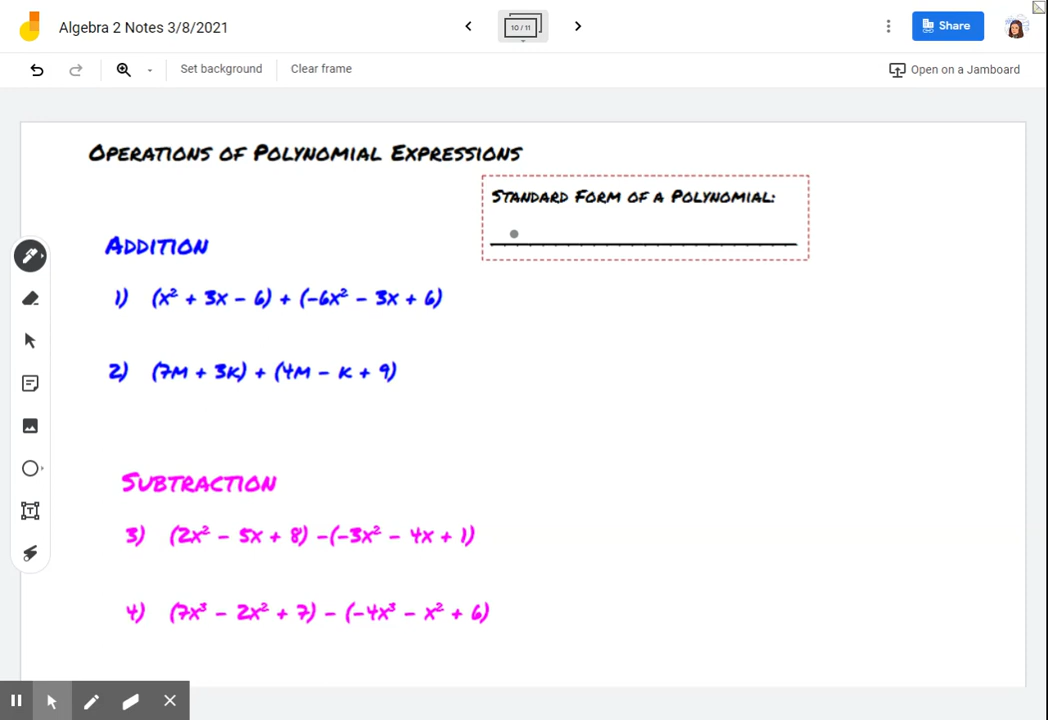 Algebra 2 Notes 3/8/2021
10 / 11
Share
Set background
Clear frame
Open on a Jamboard
OPERATIONS OF POLYNOMIAL EXPRESSIONS
STANDARD FORM OF A POLYNOMIAL:
ADDITION
1) (x² + 3x - 6) + (-6x² - 3x + 6)
2) (7M + 3K) + (4M - K + 9)
SUBTRACTION
3) (2x² - 5x + 8) -(-3x² - 4x + 1)
4) (7x³ - 2x² + 7) - (-4x³ - x² + 6)